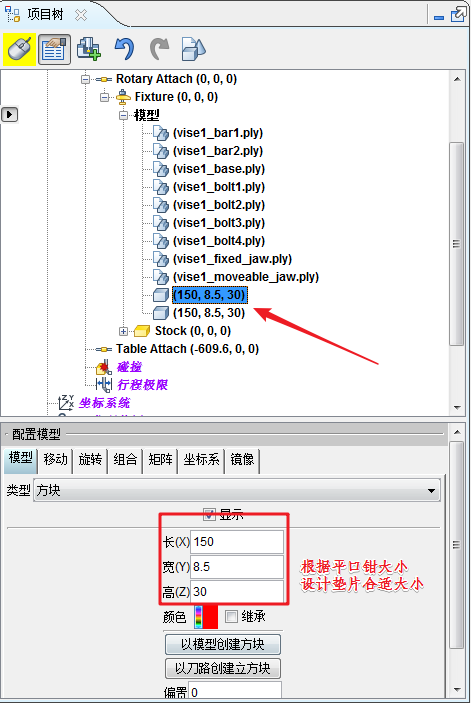 项目树
Rotary Attach (0, 0, 0)
Fixture (0, 0, 0)
模型
(vise1_bar1.ply)
(vise1_bar2.ply)
(vise1_base.ply)
(vise1_bolt1.ply)
(vise1_bolt2.ply)
(vise1_bolt3.ply)
(vise1_bolt4.ply)
(vise1_fixed_jaw.ply)
(vise1_moveable_jaw.ply)
(150, 8.5, 30)
(150, 8.5, 30)
Stock (0, 0, 0)
Table Attach (-609.6, 0, 0)
碰撞
行程极限
坐标系统
配置模型
模型 移动 旋转 组合 矩阵 坐标系 镜像
类型 方块
显示
长(X) 150
宽(Y) 8.5
高(Z) 30
根据平口钳大小
设计垫片合适大小
颜色 继承
以模型创建方块
以刀路创建立方块
偏置 0